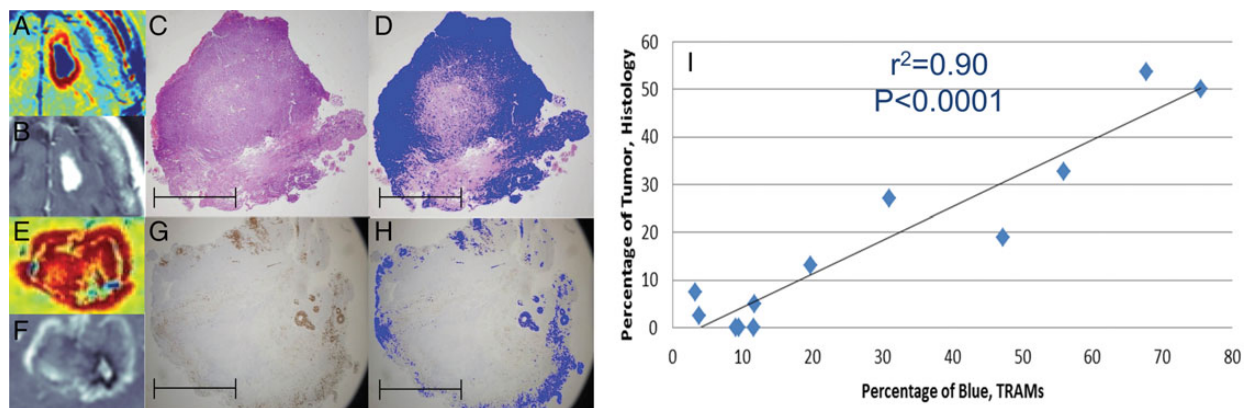 A
B
C
D
E
F
G
H
I
r²=0.90
P<0.0001
Percentage of Tumor, Histology
60
50
40
30
20
10
0
0 10 20 30 40 50 60 70 80
Percentage of Blue, TRAMs